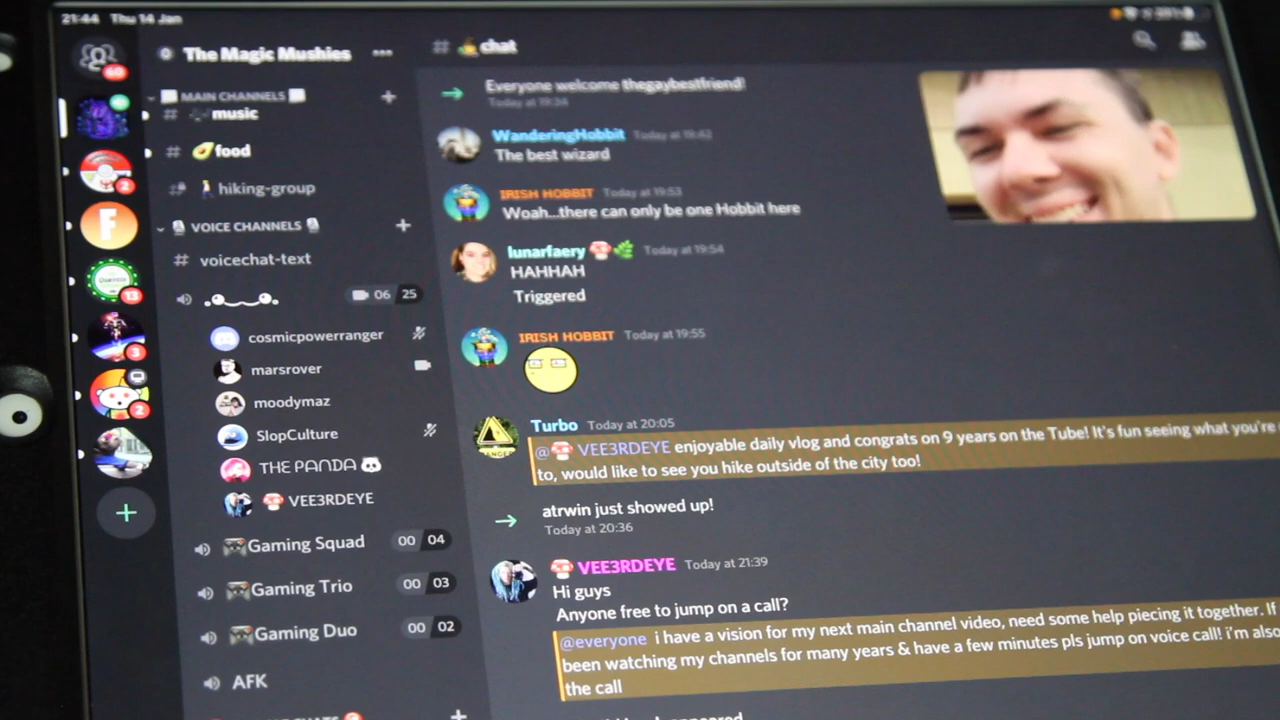 21:44 Thu 14 Jan
The Magic Mushies
MAIN CHANNELS
# music
# food
hiking-group
VOICE CHANNELS
# voicechat-text
06 25
cosmicpowerranger
marsrover
moodymaz
SlopCulture
THE PANDA
VEE3RDEYE
Gaming Squad 00 04
Gaming Trio 00 03
Gaming Duo 00 02
AFK
60
2
F
13
3
2
# chat
Everyone welcome thegaybestfriend!
Today at 19:34
WanderingHobbit Today at 19:42
The best wizard
IRISH HOBBIT Today at 19:53
Woah...there can only be one Hobbit here
lunarfaery Today at 19:54
HAHHAH
Triggered
IRISH HOBBIT Today at 19:55
Turbo Today at 20:05
@ VEE3RDEYE enjoyable daily vlog and congrats on 9 years on the Tube! It's fun seeing what you're
to, would like to see you hike outside of the city too!
atrwin just showed up!
Today at 20:36
VEE3RDEYE Today at 21:39
Hi guys
Anyone free to jump on a call?
@everyone i have a vision for my next main channel video, need some help piecing it together. If
been watching my channels for many years & have a few minutes pls jump on voice call! i'm also
the call